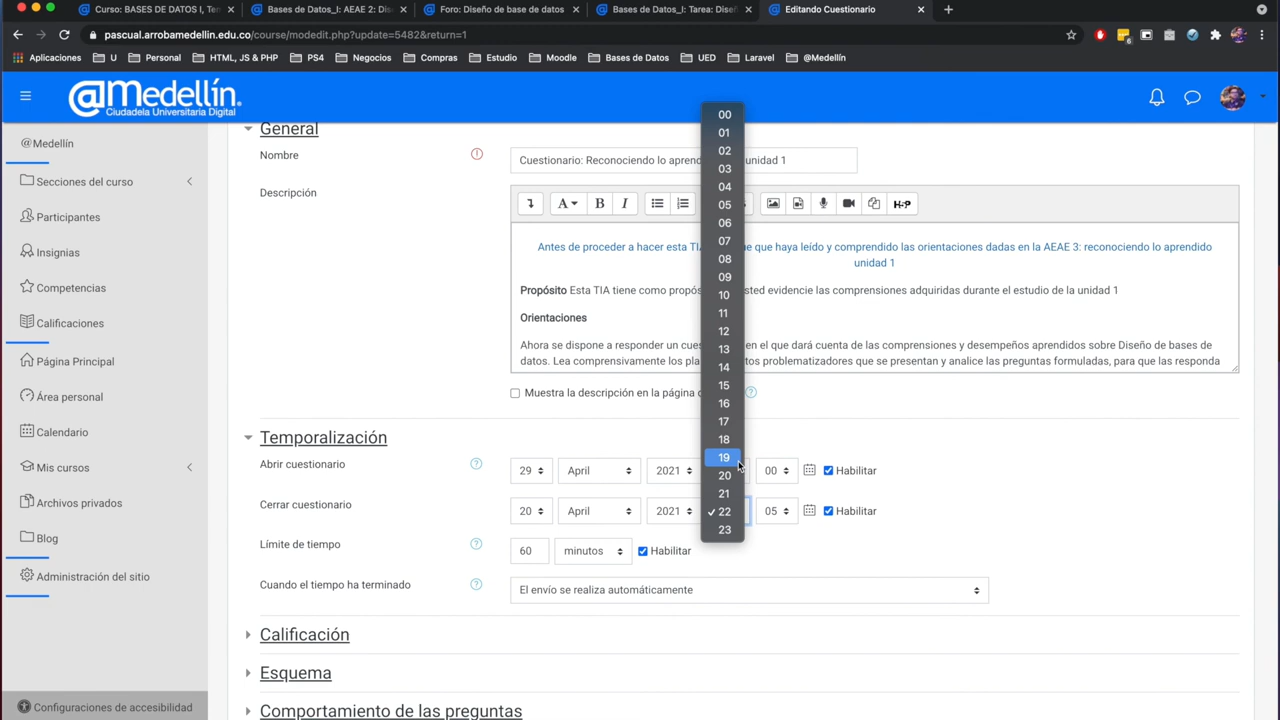 Curso: BASES DE DATOS I, Tem
Bases de Datos_I: AEAE 2: Dis
Foro: Diseño de base de datos
Bases de Datos_I: Tarea: Diseñ
Editando Cuestionario
pascual.arrobamedellin.edu.co/course/modedit.php?update=5482&return=1
Aplicaciones
U
Personal
HTML, JS & PHP
PS4
Negocios
Compras
Estudio
Moodle
Bases de Datos
UED
Laravel
@Medellín
@Medellín.
Ciudadela Universitaria Digital
@Medellín
Secciones del curso
Participantes
Insignias
Competencias
Calificaciones
Página Principal
Área personal
Calendario
Mis cursos
Archivos privados
Blog
Administración del sitio
Configuraciones de accesibilidad
General
Nombre
Cuestionario: Reconociendo lo apren
unidad 1
Descripción
A
B
I
H-P
Antes de proceder a hacer esta TIA
e que haya leído y comprendido las orientaciones dadas en la AEAE 3: reconociendo lo aprendido
unidad 1
Propósito Esta TIA tiene como propós
sted evidencie las comprensiones adquiridas durante el estudio de la unidad 1
Orientaciones
Ahora se dispone a responder un cues
en el que dará cuenta de las comprensiones y desempeños aprendidos sobre Diseño de bases de
datos. Lea comprensivamente los pla
tos problematizadores que se presentan y analice las preguntas formuladas, para que las responda
Muestra la descripción en la página d
Temporalización
Abrir cuestionario
29
April
2021
00
Habilitar
Cerrar cuestionario
20
April
2021
05
Habilitar
Límite de tiempo
60
minutos
Habilitar
Cuando el tiempo ha terminado
El envío se realiza automáticamente
Calificación
Esquema
Comportamiento de las preguntas
00
01
02
03
04
05
06
07
08
09
10
11
12
13
14
15
16
17
18
19
20
21
✓ 22
23